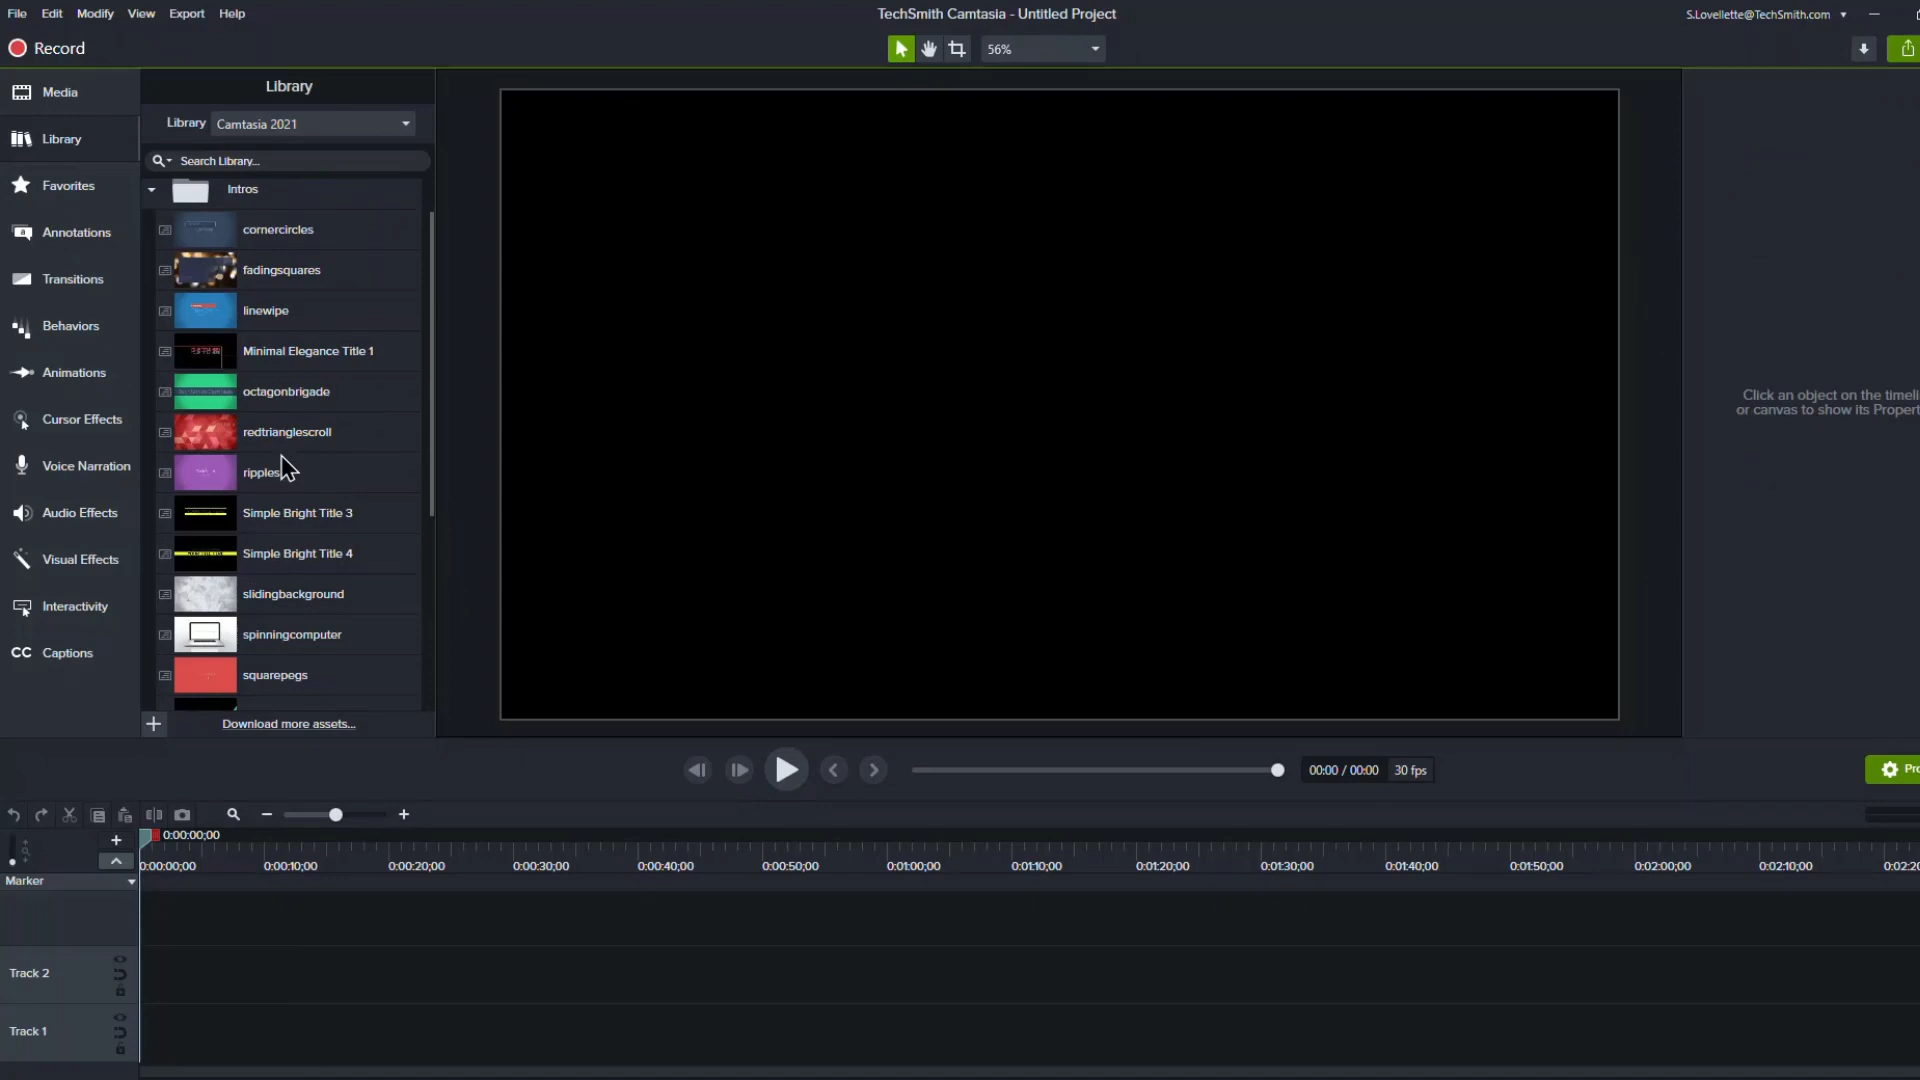 File Edit Modify View Export Help
TechSmith Camtasia - Untitled Project
S.Lovellette@TechSmith.com
Record
56%
Media
Library
Favorites
Annotations
Transitions
Behaviors
Animations
Cursor Effects
Voice Narration
Audio Effects
Visual Effects
Interactivity
CC Captions
Library
Library Camtasia 2021
Search Library...
Intros
cornercircles
fadingsquares
linewipe
Minimal Elegance Title 1
octagonbrigade
redtrianglescroll
ripples
Simple Bright Title 3
Simple Bright Title 4
slidingbackground
spinningcomputer
squarepegs
Download more assets...
Click an object on the timeli
or canvas to show its Propert
00:00 / 00:00 30 fps
Pro
0:00:00;00
0:00:00;00 0:00:10;00 0:00:20;00 0:00:30;00 0:00:40;00 0:00:50;00 0:01:00;00 0:01:10;00 0:01:20;00 0:01:30;00 0:01:40;00 0:01:50;00 0:02:00;00 0:02:10;00 0:02:20
Marker
Track 2
Track 1